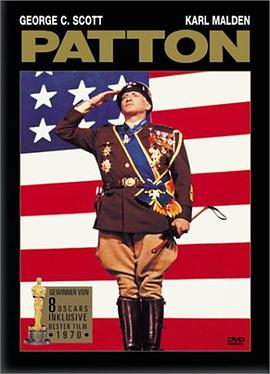 GEORGE C. SCOTT KARL MALDEN
PATTON
GEWINNER VON
8
OSCARS
INKLUSIVE
BESTER FILM
·1970·
DVD